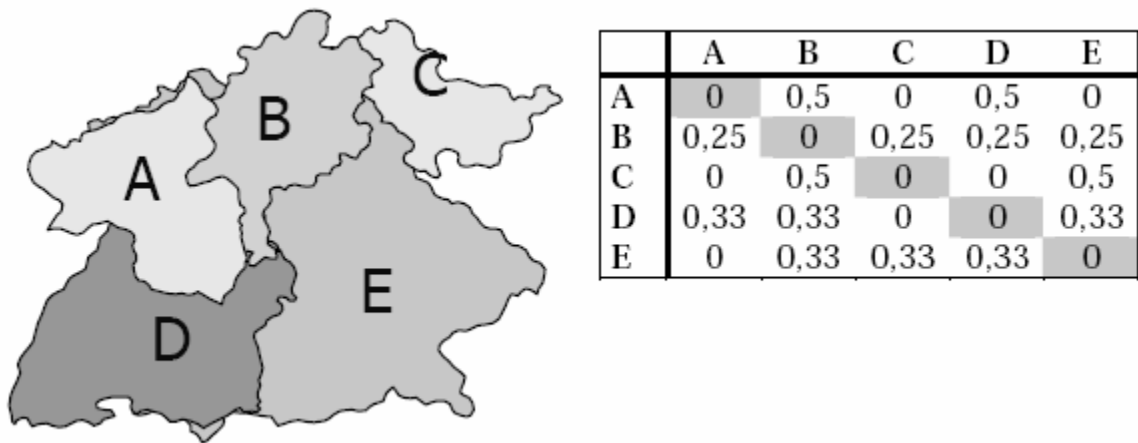 A
B
C
D
E
A B C D E
A 0 0,5 0 0,5 0
B 0,25 0 0,25 0,25 0,25
C 0 0,5 0 0 0,5
D 0,33 0,33 0 0 0,33
E 0 0,33 0,33 0,33 0